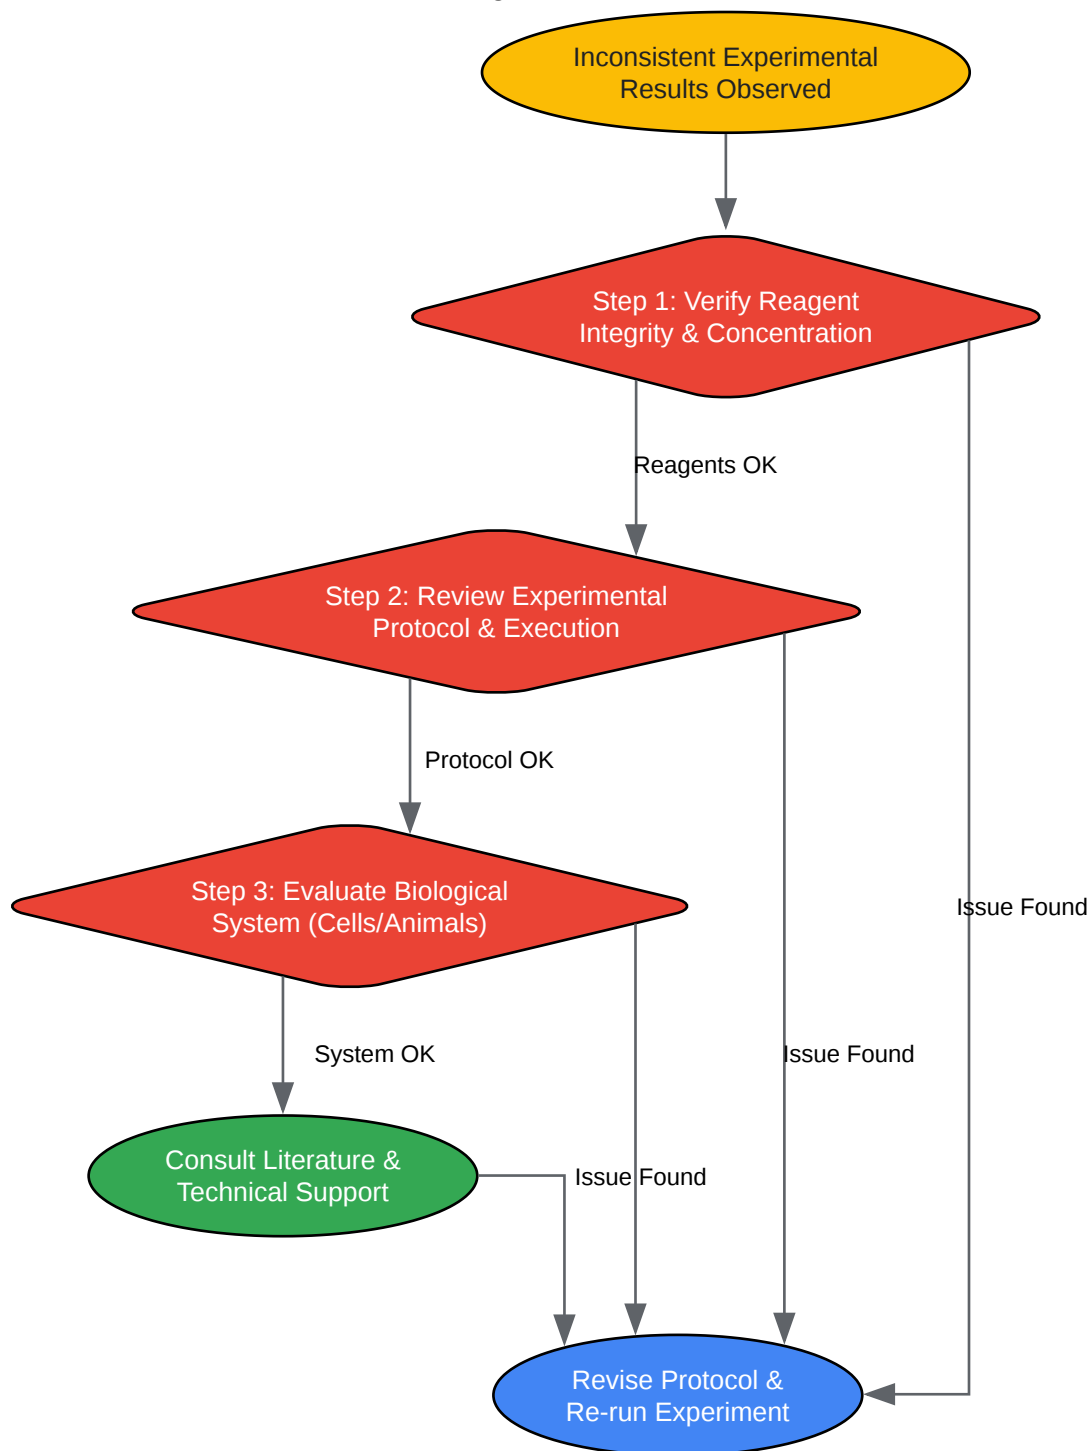 Inconsistent Experimental
Results Observed
Step 1: Verify Reagent
Integrity & Concentration
Reagents OK
Step 2: Review Experimental
Protocol & Execution
Protocol OK
Step 3: Evaluate Biological
System (Cells/Animals)
Issue Found
System OK
Issue Found
Consult Literature &
Technical Support
Issue Found
Revise Protocol &
Re-run Experiment